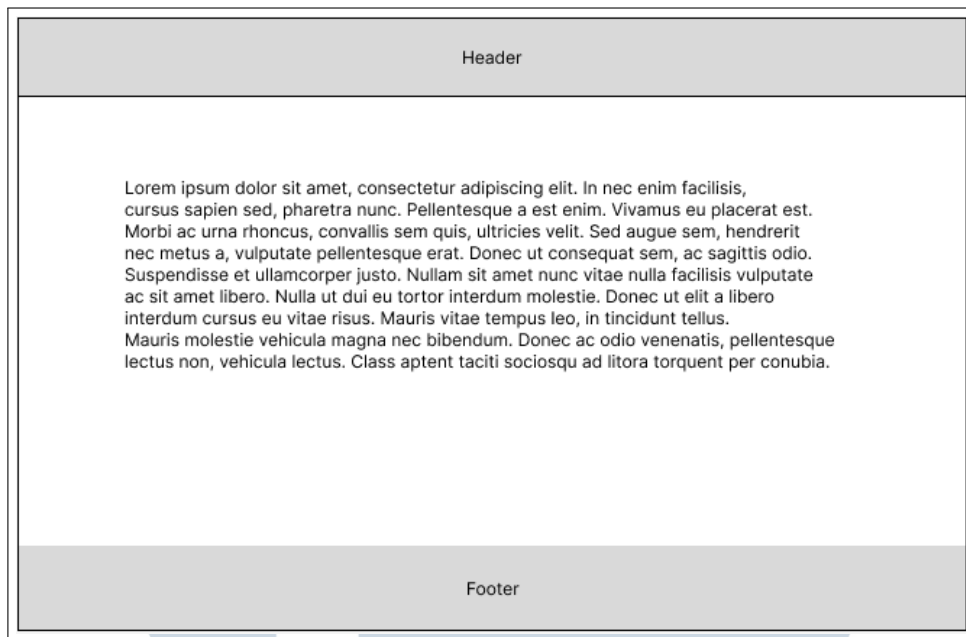 Header
Lorem ipsum dolor sit amet, consectetur adipiscing elit. In nec enim facilisis,
cursus sapien sed, pharetra nunc. Pellentesque a est enim. Vivamus eu placerat est.
Morbi ac urna rhoncus, convallis sem quis, ultricies velit. Sed augue sem, hendrerit
nec metus a, vulputate pellentesque erat. Donec ut consequat sem, ac sagittis odio.
Suspendisse et ullamcorper justo. Nullam sit amet nunc vitae nulla facilisis vulputate
ac sit amet libero. Nulla ut dui eu tortor interdum molestie. Donec ut elit a libero
interdum cursus eu vitae risus. Mauris vitae tempus leo, in tincidunt tellus.
Mauris molestie vehicula magna nec bibendum. Donec ac odio venenatis, pellentesque
lectus non, vehicula lectus. Class aptent taciti sociosqu ad litora torquent per conubia.
Footer